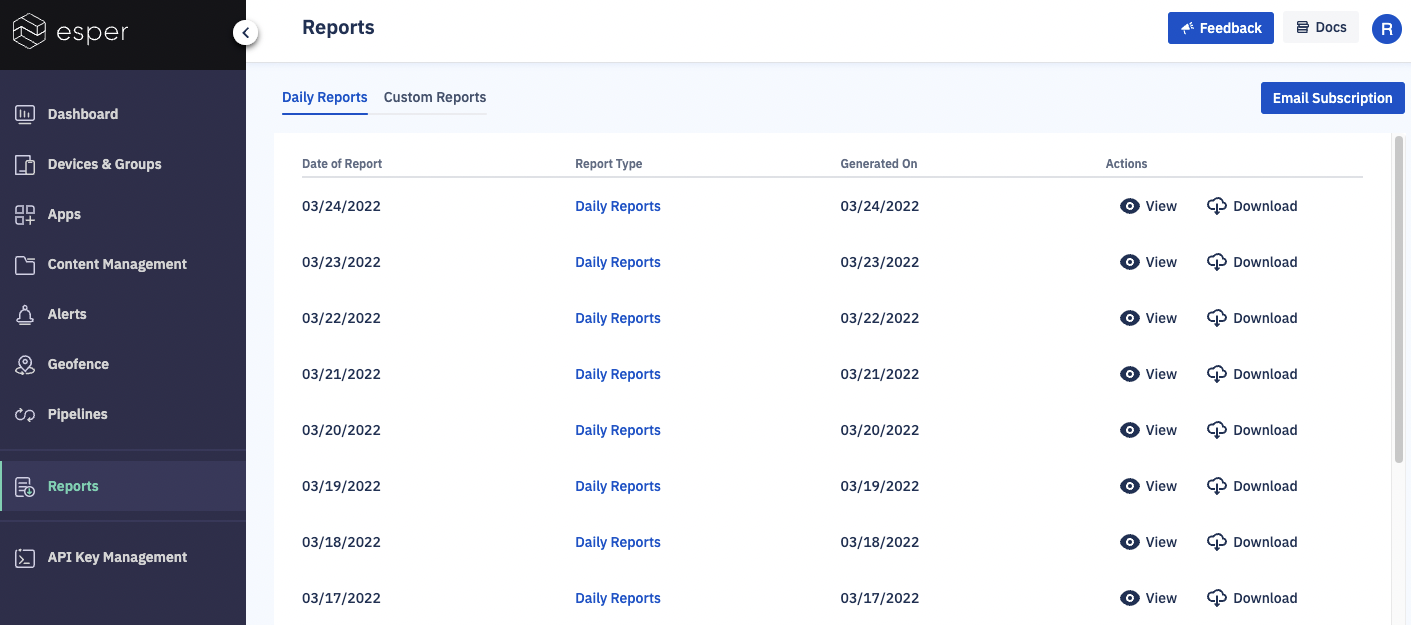 esper
Reports
Feedback
Docs
R
Dashboard
Devices & Groups
Apps
Content Management
Alerts
Geofence
Pipelines
Reports
API Key Management
Daily Reports Custom Reports
Email Subscription
Date of Report Report Type Generated On Actions
03/24/2022 Daily Reports 03/24/2022 View Download
03/23/2022 Daily Reports 03/23/2022 View Download
03/22/2022 Daily Reports 03/22/2022 View Download
03/21/2022 Daily Reports 03/21/2022 View Download
03/20/2022 Daily Reports 03/20/2022 View Download
03/19/2022 Daily Reports 03/19/2022 View Download
03/18/2022 Daily Reports 03/18/2022 View Download
03/17/2022 Daily Reports 03/17/2022 View Download